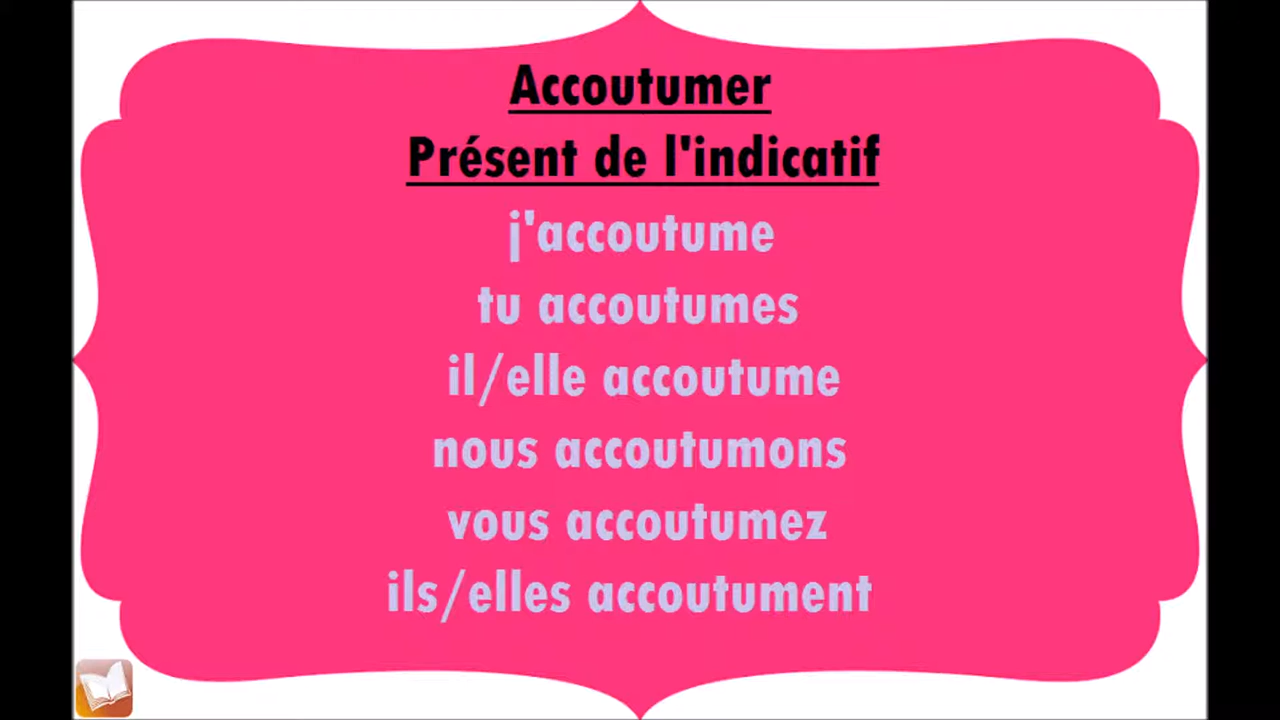 Accoutumer
Présent de l'indicatif
j'accoutume
tu accoutumes
il/elle accoutume
nous accoutumons
vous accoutumez
ils/elles accoutument